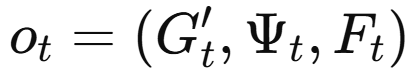 o_t = (G'_t, Ψ_t, F_t)